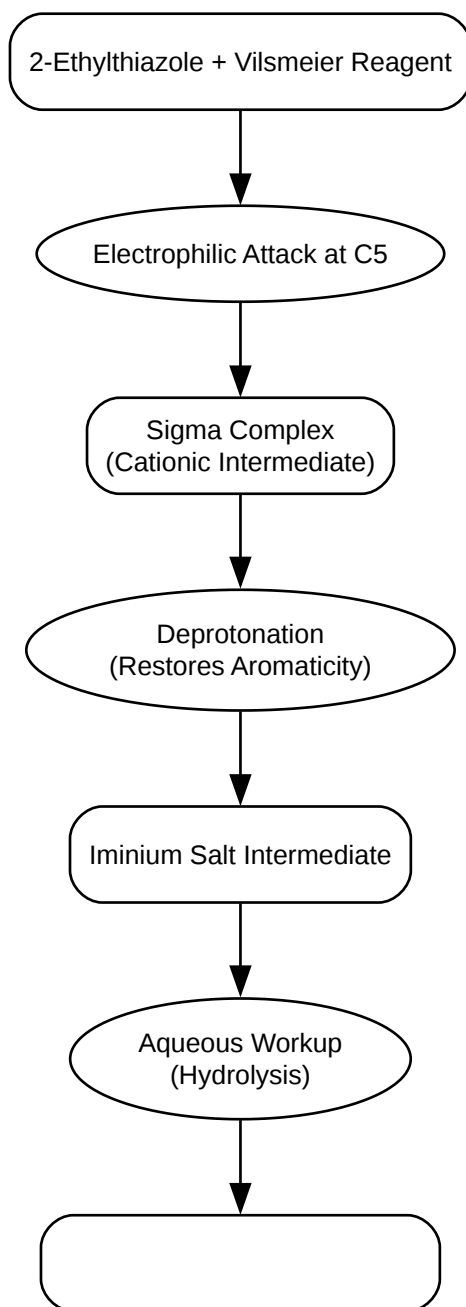 2-Ethylthiazole + Vilsmeier Reagent
Electrophilic Attack at C5
Sigma Complex
(Cationic Intermediate)
Deprotonation
(Restores Aromaticity)
Iminium Salt Intermediate
Aqueous Workup
(Hydrolysis)